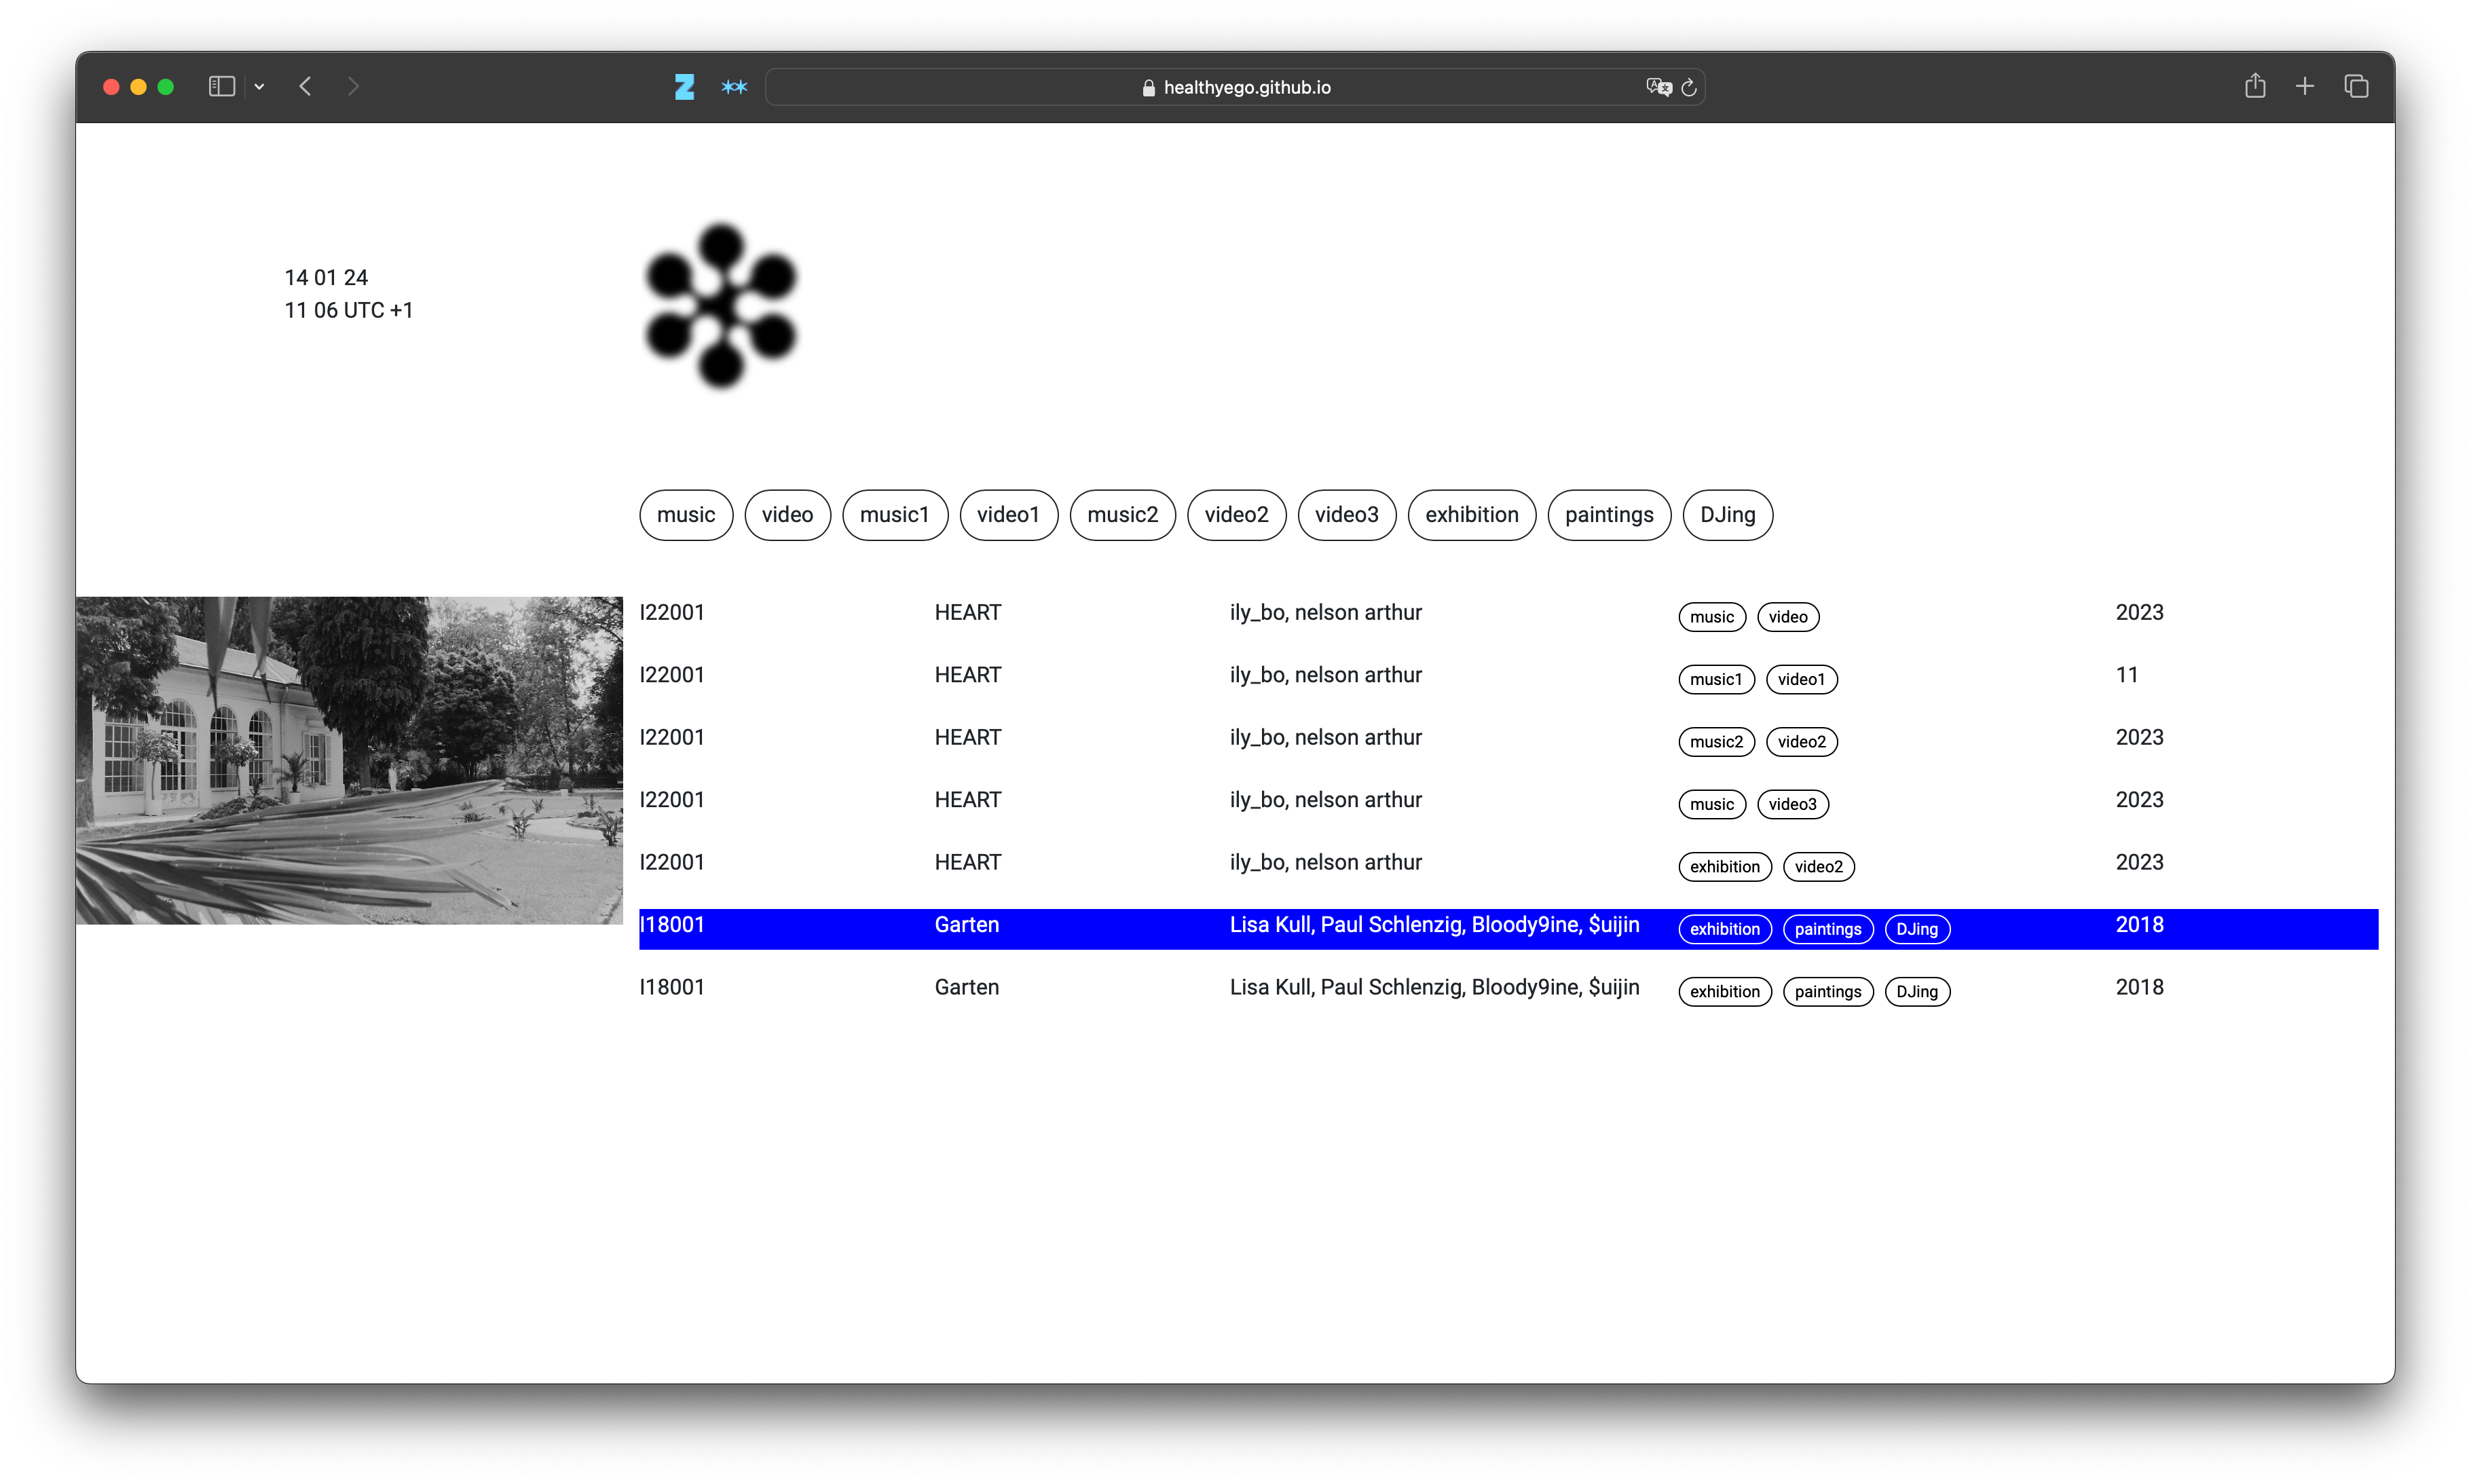 healthyego.github.io
14 01 24
11 06 UTC +1
music video music1 video1 music2 video2 video3 exhibition paintings DJing
I22001 HEART ily_bo, nelson arthur music video 2023
I22001 HEART ily_bo, nelson arthur music1 video1 11
I22001 HEART ily_bo, nelson arthur music2 video2 2023
I22001 HEART ily_bo, nelson arthur music video3 2023
I22001 HEART ily_bo, nelson arthur exhibition video2 2023
I18001 Garten Lisa Kull, Paul Schlenzig, Bloody9ine, $uijin exhibition paintings DJing 2018
I18001 Garten Lisa Kull, Paul Schlenzig, Bloody9ine, $uijin exhibition paintings DJing 2018